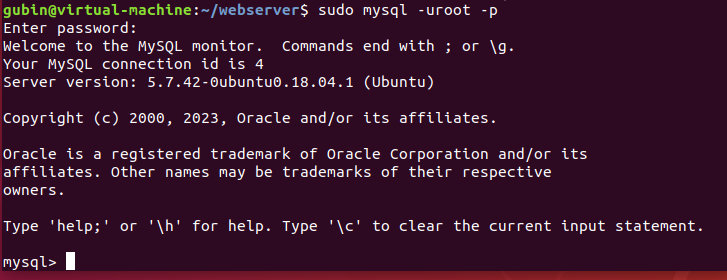 gubin@virtual-machine:~/webserver$ sudo mysql -uroot -p
Enter password:
Welcome to the MySQL monitor.  Commands end with ; or \g.
Your MySQL connection id is 4
Server version: 5.7.42-0ubuntu0.18.04.1 (Ubuntu)
Copyright (c) 2000, 2023, Oracle and/or its affiliates.
Oracle is a registered trademark of Oracle Corporation and/or its
affiliates. Other names may be trademarks of their respective
owners.
Type 'help;' or '\h' for help. Type '\c' to clear the current input statement.
mysql>